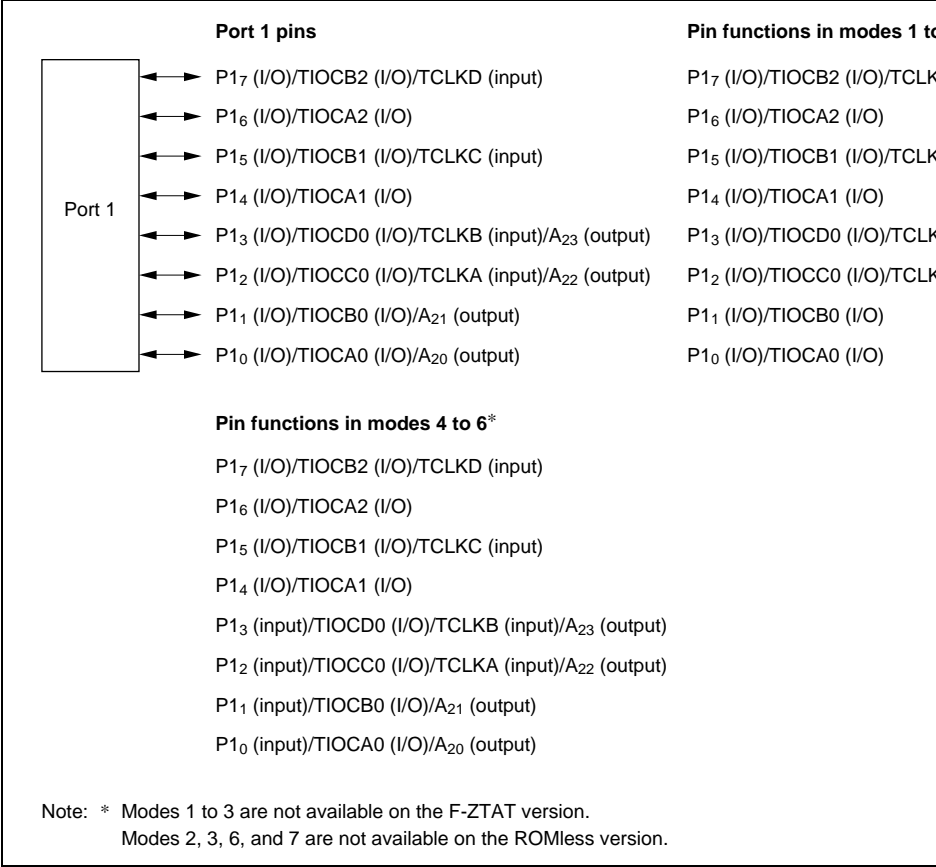 Port 1 pins
Pin functions in modes 1
Port 1
P1₇ (I/O)/TIOCB2 (I/O)/TCLKD (input)
P1₆ (I/O)/TIOCA2 (I/O)
P1₅ (I/O)/TIOCB1 (I/O)/TCLKC (input)
P1₄ (I/O)/TIOCA1 (I/O)
P1₃ (I/O)/TIOCD0 (I/O)/TCLKB (input)/A₂₃ (output)
P1₂ (I/O)/TIOCC0 (I/O)/TCLKA (input)/A₂₂ (output)
P1₁ (I/O)/TIOCB0 (I/O)/A₂₁ (output)
P1₀ (I/O)/TIOCA0 (I/O)/A₂₀ (output)
P1₇ (I/O)/TIOCB2 (I/O)/TCLK
P1₆ (I/O)/TIOCA2 (I/O)
P1₅ (I/O)/TIOCB1 (I/O)/TCLK
P1₄ (I/O)/TIOCA1 (I/O)
P1₃ (I/O)/TIOCD0 (I/O)/TCLK
P1₂ (I/O)/TIOCC0 (I/O)/TCLK
P1₁ (I/O)/TIOCB0 (I/O)
P1₀ (I/O)/TIOCA0 (I/O)
Pin functions in modes 4 to 6*
P1₇ (I/O)/TIOCB2 (I/O)/TCLKD (input)
P1₆ (I/O)/TIOCA2 (I/O)
P1₅ (I/O)/TIOCB1 (I/O)/TCLKC (input)
P1₄ (I/O)/TIOCA1 (I/O)
P1₃ (input)/TIOCD0 (I/O)/TCLKB (input)/A₂₃ (output)
P1₂ (input)/TIOCC0 (I/O)/TCLKA (input)/A₂₂ (output)
P1₁ (input)/TIOCB0 (I/O)/A₂₁ (output)
P1₀ (input)/TIOCA0 (I/O)/A₂₀ (output)
Note: * Modes 1 to 3 are not available on the F-ZTAT version.
Modes 2, 3, 6, and 7 are not available on the ROMless version.